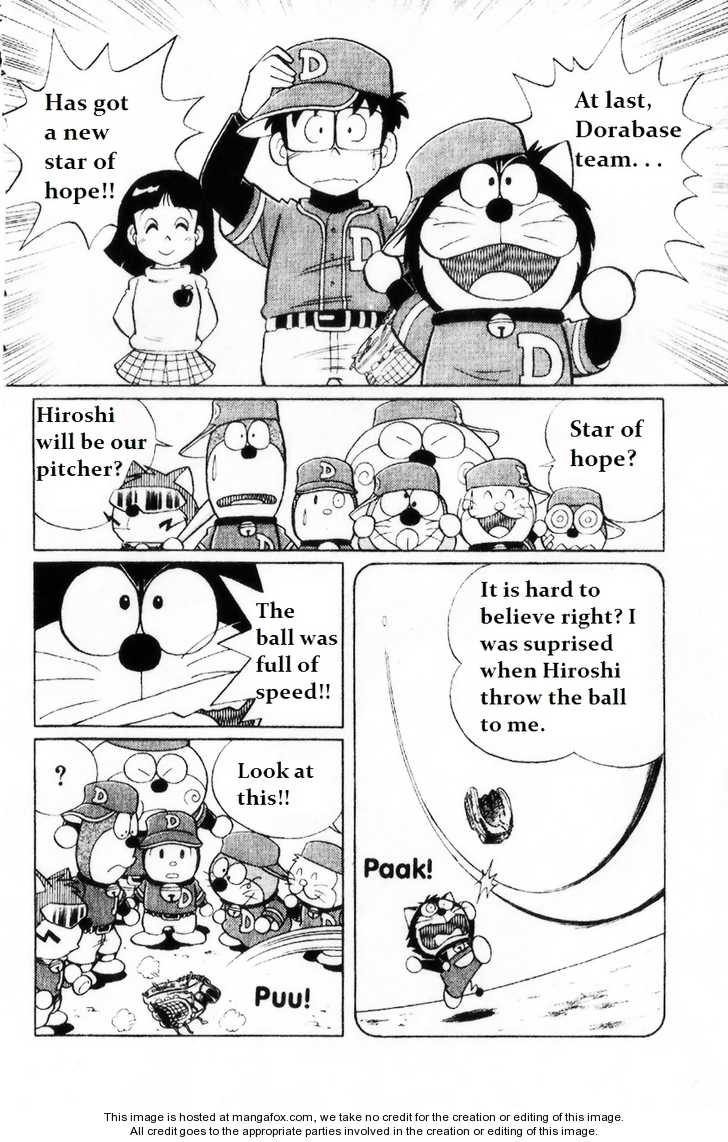 At last,
Dorabase
team. . .
Has got
a new
star of
hope!!
D
D
D
Star of
hope?
Hiroshi
will be our
pitcher?
D
D
It is hard to
believe right? I
was suprised
when Hiroshi
throw the ball
to me.
Paak!
The
ball was
full of
speed!!
Look at
this!!
?
D
D
D
D
Puu!
This image is hosted at mangafox.com, we take no credit for the creation or editing of this image.
All credit goes to the appropriate parties involved in the creation or editing of this image.